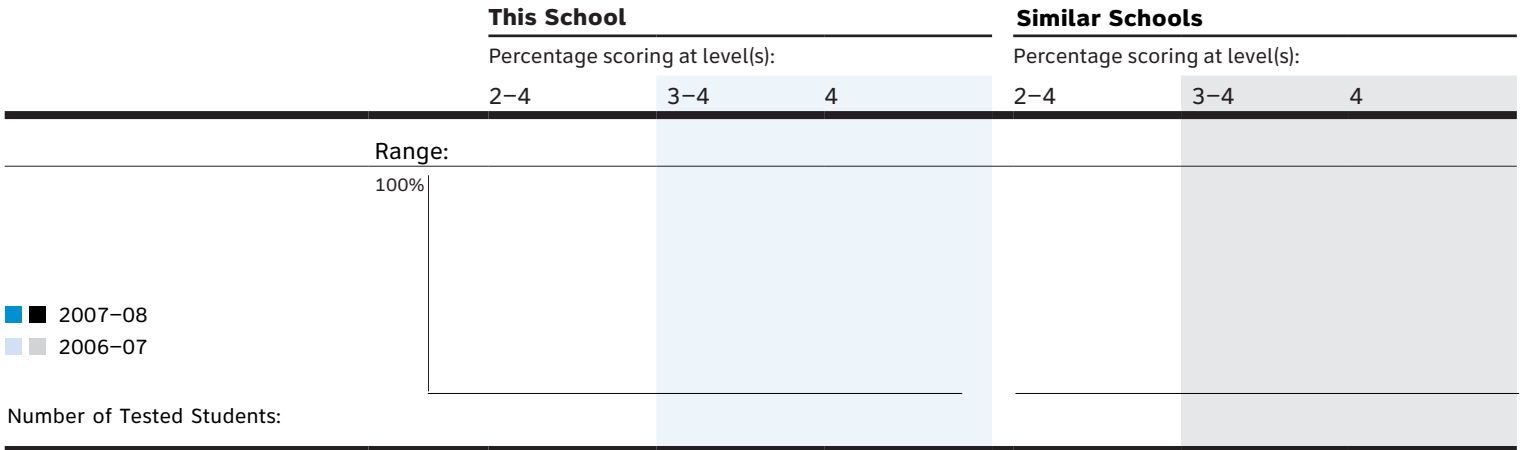 This School Similar Schools
Percentage scoring at level(s): Percentage scoring at level(s):
2–4 3–4 4 2–4 3–4 4
Range:
100%
2007–08
2006–07
Number of Tested Students: